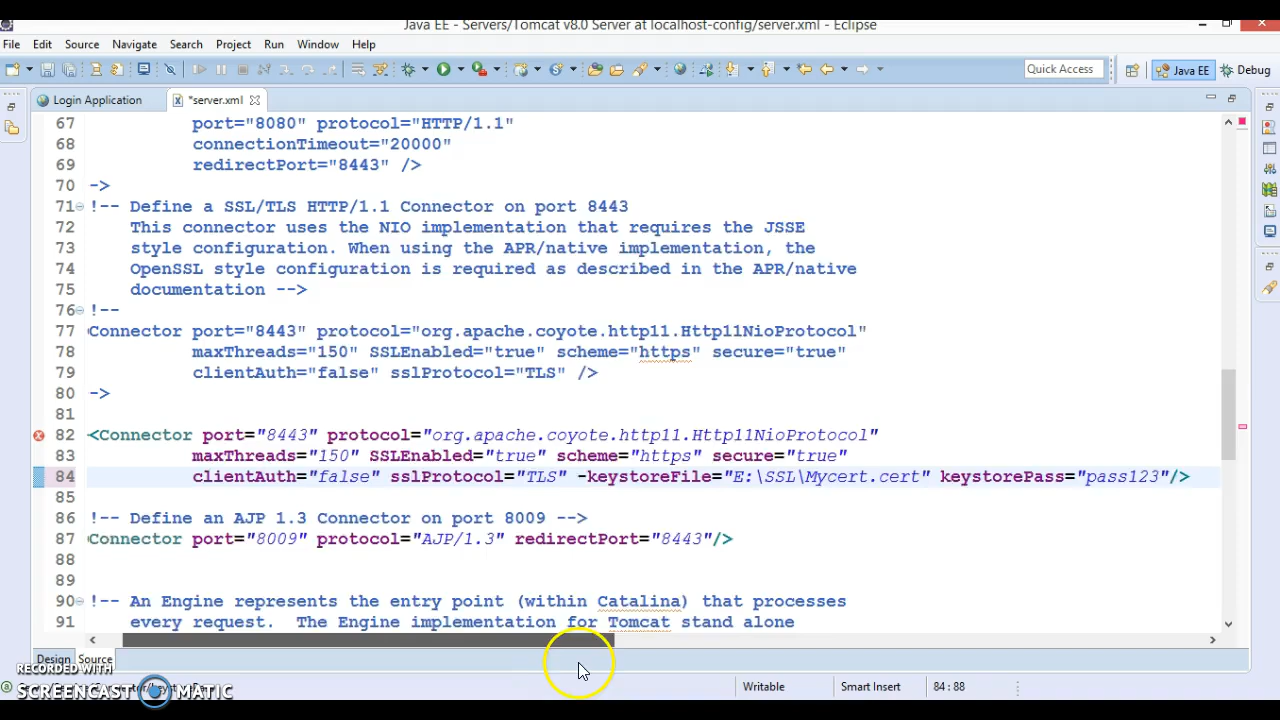 Java EE - Servers/Tomcat v8.0 Server at localhost-config/server.xml - Eclipse
File Edit Source Navigate Search Project Run Window Help
Quick Access Java EE Debug
Login Application *server.xml
67 port="8080" protocol="HTTP/1.1"
68 connectionTimeout="20000"
69 redirectPort="8443" />
70 ->
71 !-- Define a SSL/TLS HTTP/1.1 Connector on port 8443
72 This connector uses the NIO implementation that requires the JSSE
73 style configuration. When using the APR/native implementation, the
74 OpenSSL style configuration is required as described in the APR/native
75 documentation -->
76 !--
77 Connector port="8443" protocol="org.apache.coyote.http11.Http11NioProtocol"
78 maxThreads="150" SSLEnabled="true" scheme="https" secure="true"
79 clientAuth="false" sslProtocol="TLS" />
80 ->
81
82 <Connector port="8443" protocol="org.apache.coyote.http11.Http11NioProtocol"
83 maxThreads="150" SSLEnabled="true" scheme="https" secure="true"
84 clientAuth="false" sslProtocol="TLS" -keystoreFile="E:\SSL\Mycert.cert" keystorePass="pass123"/>
85
86 !-- Define an AJP 1.3 Connector on port 8009 -->
87 Connector port="8009" protocol="AJP/1.3" redirectPort="8443"/>
88
89
90 !-- An Engine represents the entry point (within Catalina) that processes
91 every request. The Engine implementation for Tomcat stand alone
Design Source
RECORDED WITH
SCREENCAST MATIC
Writable Smart Insert 84 : 88